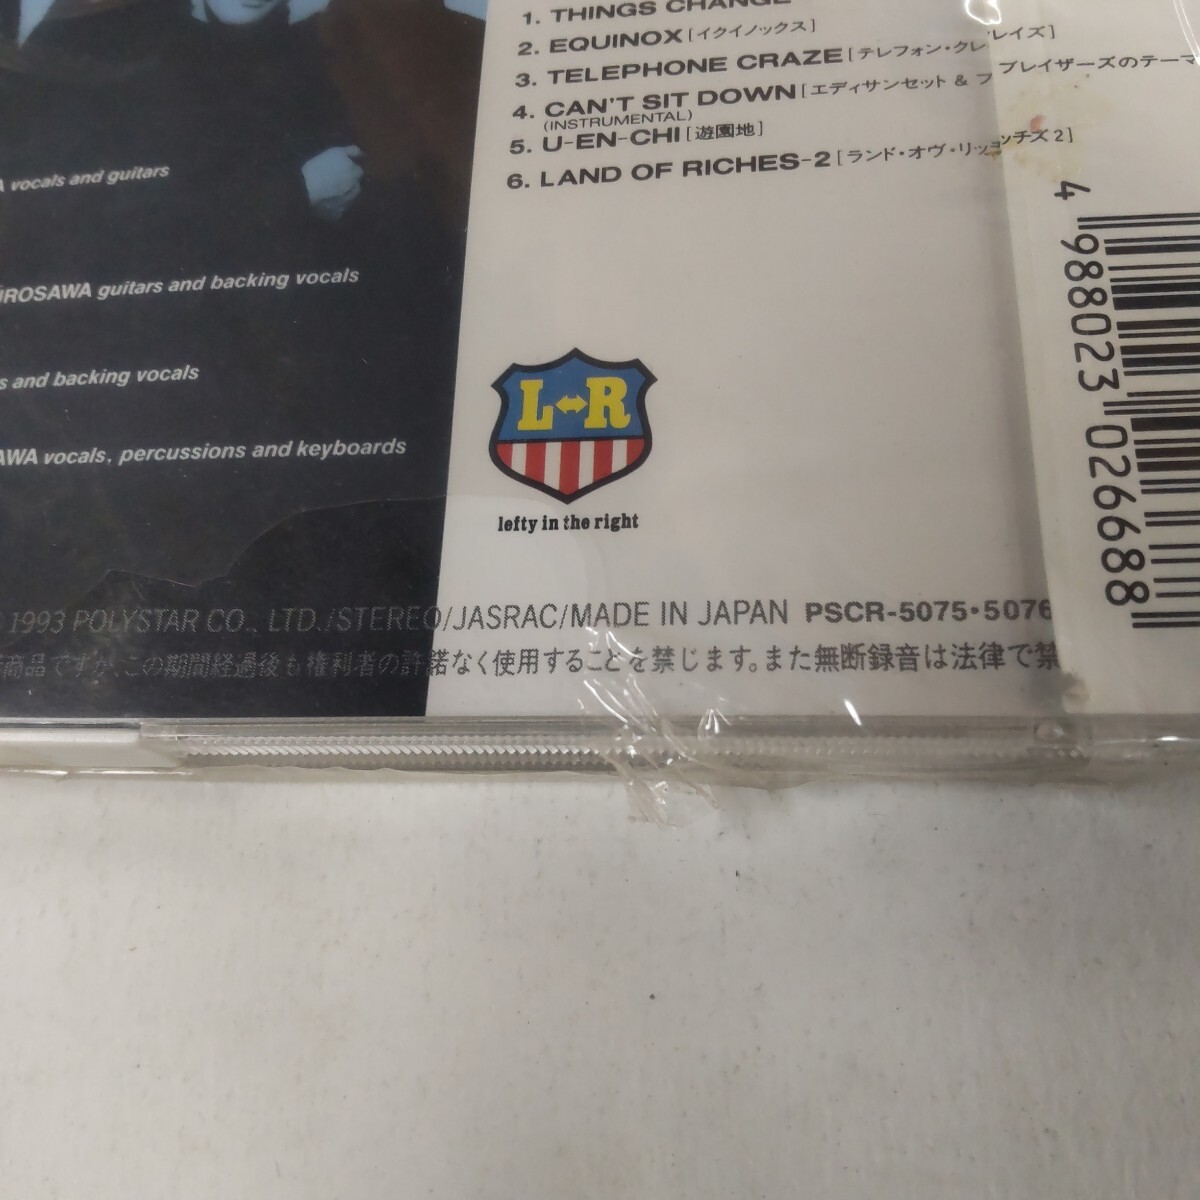 1. THINGS CHANGE
2. EQUINOX [イクイノックス]
3. TELEPHONE CRAZE [テレフォン・クレイズ]
4. CAN'T SIT DOWN [エディサンセット & ブレイザーズのテーマ
(INSTRUMENTAL)
5. U-EN-CHI [遊園地]
6. LAND OF RICHES-2 [ランド・オヴ・リッチズ 2]
A vocals and guitars
UROSAWA guitars and backing vocals
s and backing vocals
AWA vocals. percussions and keyboards
L↔R
lefty in the right
4 988023 026688
1993 POLYSTAR CO., LTD./STEREO/JASRAC/MADE IN JAPAN PSCR-5075・5076
商品ですが、この期間経過後も権利者の許諾なく使用することを禁じます。また無断録音は法律で禁